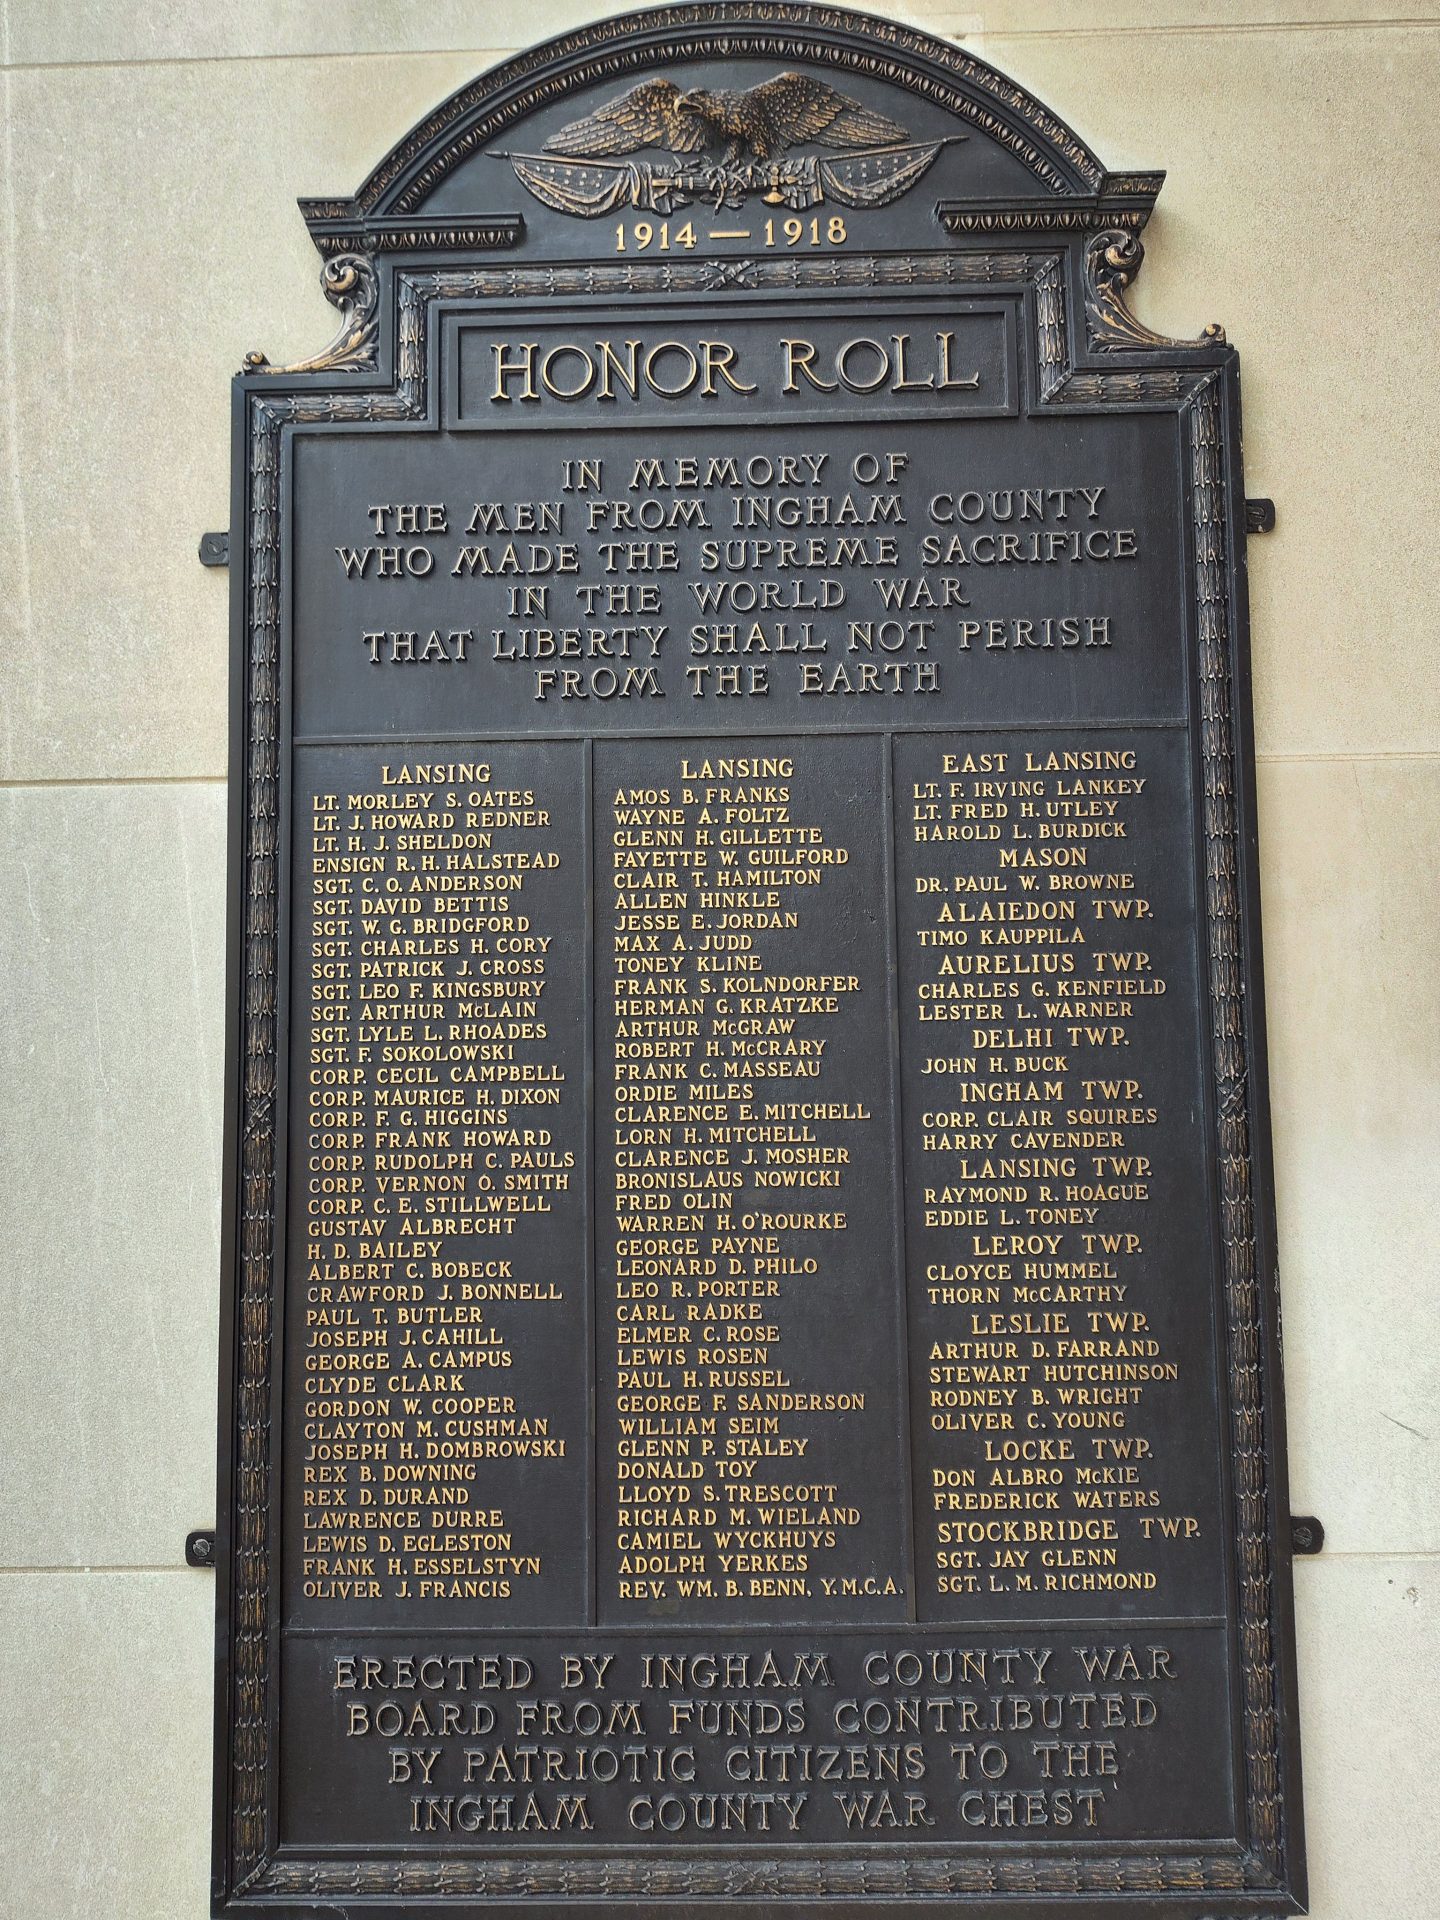 1914 — 1918
HONOR ROLL
IN MEMORY OF
THE MEN FROM INGHAM COUNTY
WHO MADE THE SUPREME SACRIFICE
IN THE WORLD WAR
THAT LIBERTY SHALL NOT PERISH
FROM THE EARTH
LANSING
LT. MORLEY S. OATES
LT. J. HOWARD REDNER
LT. H. J. SHELDON
ENSIGN R. H. HALSTEAD
SGT. C. O. ANDERSON
SGT. DAVID BETTIS
SGT. W. G. BRIDGFORD
SGT. CHARLES H. CORY
SGT. PATRICK J. CROSS
SGT. LEO F. KINGSBURY
SGT. ARTHUR McLAIN
SGT. LYLE L. RHOADES
SGT. F. SOKOLOWSKI
CORP. CECIL CAMPBELL
CORP. MAURICE H. DIXON
CORP. F. G. HIGGINS
CORP. FRANK HOWARD
CORP. RUDOLPH C. PAULS
CORP. VERNON O. SMITH
CORP. C. E. STILLWELL
GUSTAV ALBRECHT
H. D. BAILEY
ALBERT C. BOBECK
CRAWFORD J. BONNELL
PAUL T. BUTLER
JOSEPH J. CAHILL
GEORGE A. CAMPUS
CLYDE CLARK
GORDON W. COOPER
CLAYTON M. CUSHMAN
JOSEPH H. DOMBROWSKI
REX B. DOWNING
REX D. DURAND
LAWRENCE DURRE
LEWIS D. EGLESTON
FRANK H. ESSELSTYN
OLIVER J. FRANCIS
LANSING
AMOS B. FRANKS
WAYNE A. FOLTZ
GLENN H. GILLETTE
FAYETTE W. GUILFORD
CLAIR T. HAMILTON
ALLEN HINKLE
JESSE E. JORDAN
MAX A. JUDD
TONEY KLINE
FRANK S. KOLNDORFER
HERMAN G. KRATZKE
ARTHUR McGRAW
ROBERT H. McCRARY
FRANK C. MASSEAU
ORDIE MILES
CLARENCE E. MITCHELL
LORN H. MITCHELL
CLARENCE J. MOSHER
BRONISLAUS NOWICKI
FRED OLIN
WARREN H. O'ROURKE
GEORGE PAYNE
LEONARD D. PHILO
LEO R. PORTER
CARL RADKE
ELMER C. ROSE
LEWIS ROSEN
PAUL H. RUSSEL
GEORGE F. SANDERSON
WILLIAM SEIM
GLENN P. STALEY
DONALD TOY
LLOYD S. TRESCOTT
RICHARD M. WIELAND
CAMIEL WYCKHUYS
ADOLPH YERKES
REV. WM. B. BENN, Y.M.C.A.
EAST LANSING
LT. F. IRVING LANKEY
LT. FRED H. UTLEY
HAROLD L. BURDICK
MASON
DR. PAUL W. BROWNE
ALAIEDON TWP.
TIMO KAUPPILA
AURELIUS TWP.
CHARLES G. KENFIELD
LESTER L. WARNER
DELHI TWP.
JOHN H. BUCK
INGHAM TWP.
CORP. CLAIR SQUIRES
HARRY CAVENDER
LANSING TWP.
RAYMOND R. HOAGUE
EDDIE L. TONEY
LEROY TWP.
CLOYCE HUMMEL
THORN McCARTHY
LESLIE TWP.
ARTHUR D. FARRAND
STEWART HUTCHINSON
RODNEY B. WRIGHT
OLIVER C. YOUNG
LOCKE TWP.
DON ALBRO McKIE
FREDERICK WATERS
STOCKBRIDGE TWP.
SGT. JAY GLENN
SGT. L. M. RICHMOND
ERECTED BY INGHAM COUNTY WAR
BOARD FROM FUNDS CONTRIBUTED
BY PATRIOTIC CITIZENS TO THE
INGHAM COUNTY WAR CHEST